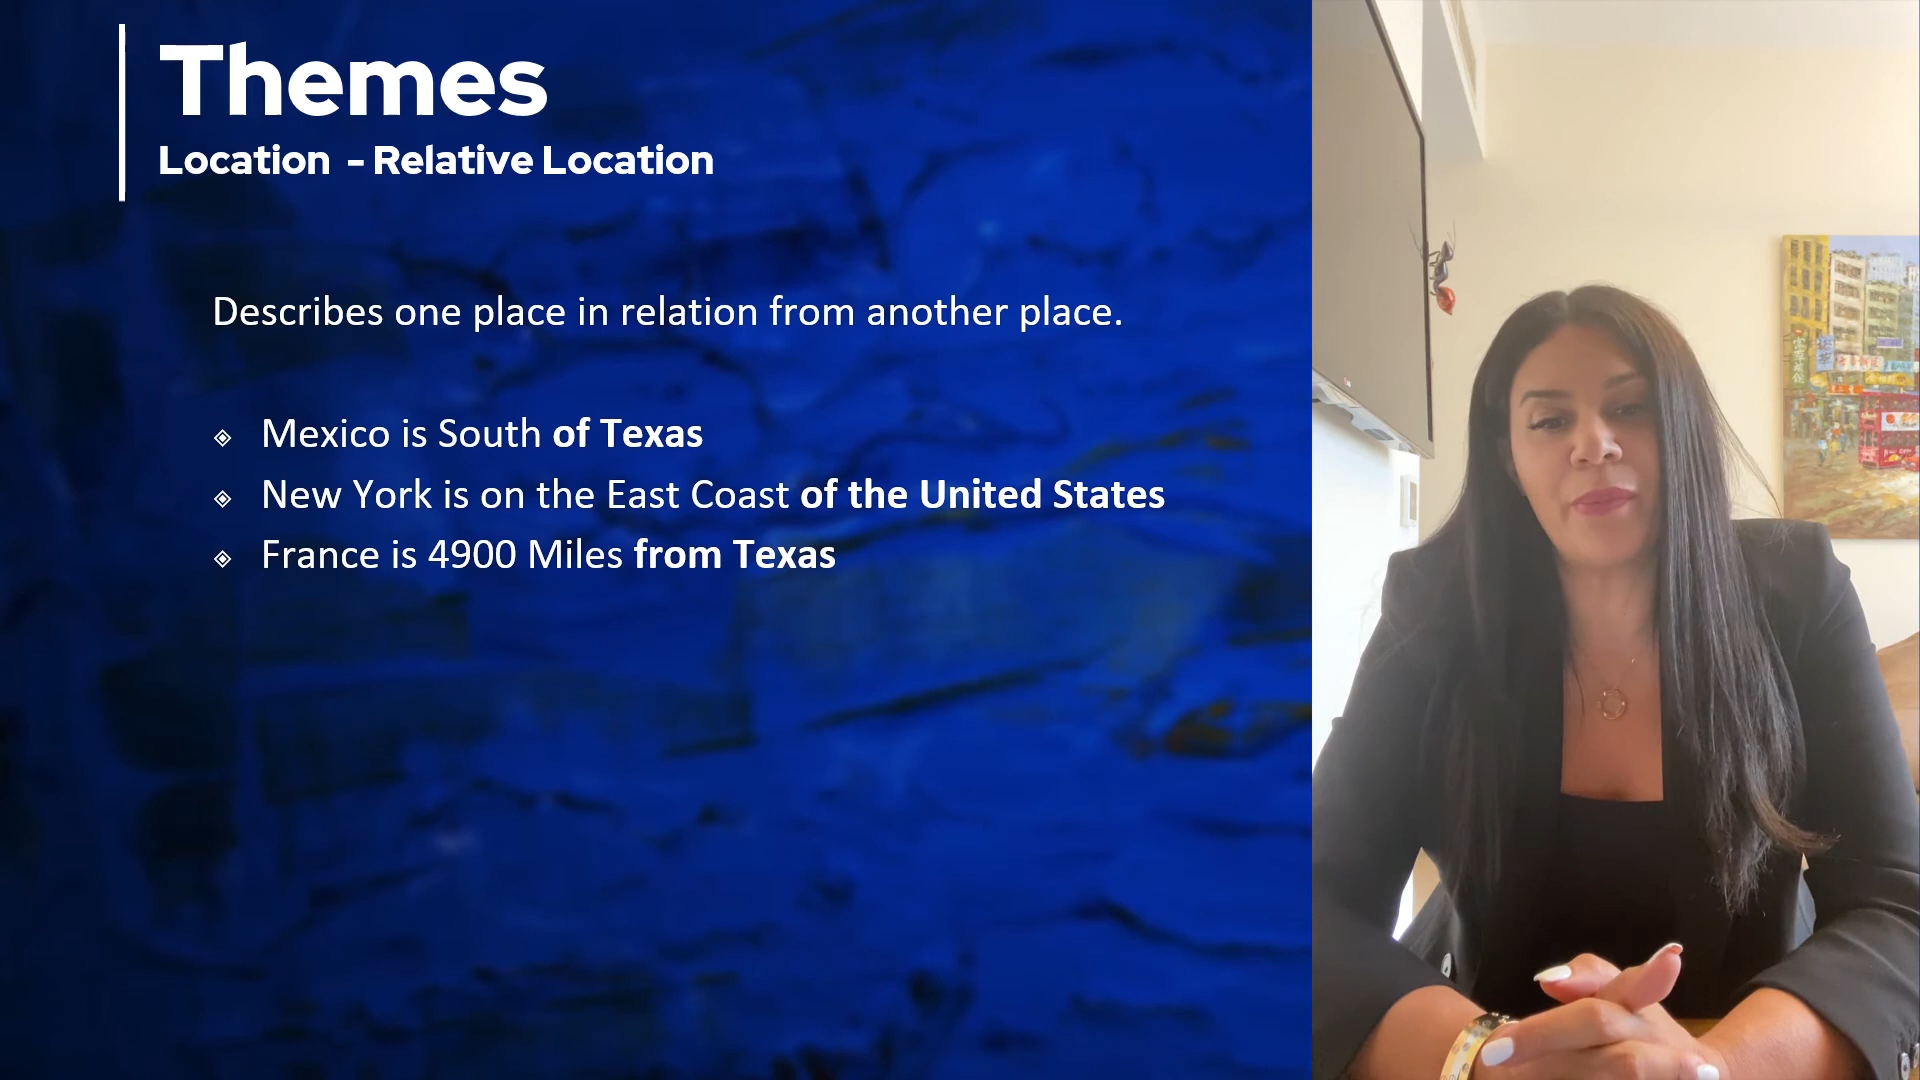 Themes
Location - Relative Location
Describes one place in relation from another place.
Mexico is South of Texas
New York is on the East Coast of the United States
France is 4900 Miles from Texas